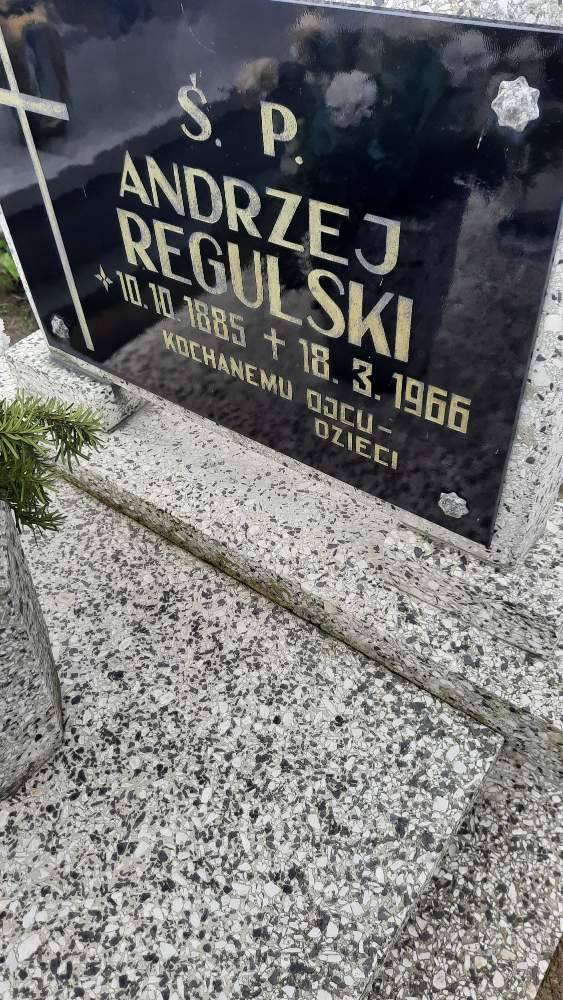 Ś. P.
ANDRZEJ
REGULSKI
* 10.10.1885 + 18.3.1966
KOCHANEMU OJCU-
DZIECI